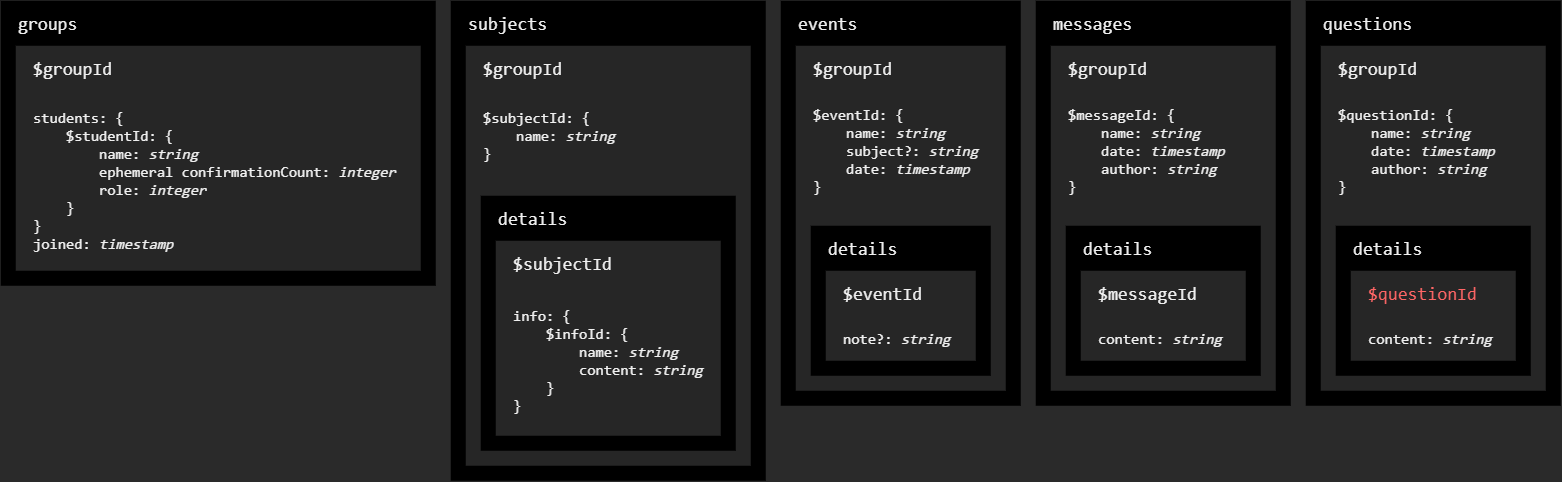 groups
$groupId
students: {
$studentId: {
name: string
ephemeral confirmationCount: integer
role: integer
}
}
joined: timestamp
subjects
$groupId
$subjectId: {
name: string
}
details
$subjectId
info: {
$infoId: {
name: string
content: string
}
}
events
$groupId
$eventId: {
name: string
subject?: string
date: timestamp
}
details
$eventId
note?: string
messages
$groupId
$messageId: {
name: string
date: timestamp
author: string
}
details
$messageId
content: string
questions
$groupId
$questionId: {
name: string
date: timestamp
author: string
}
details
$questionId
content: string